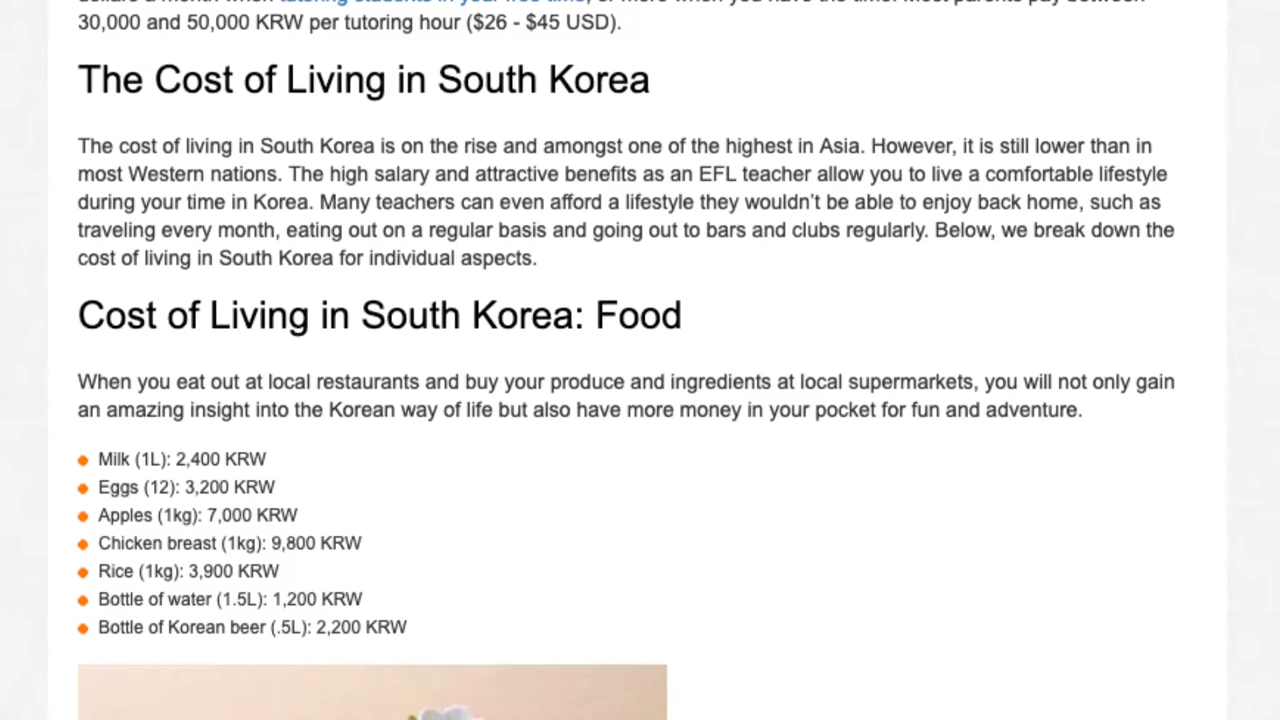 30,000 and 50,000 KRW per tutoring hour ($26 - $45 USD).
The Cost of Living in South Korea
The cost of living in South Korea is on the rise and amongst one of the highest in Asia. However, it is still lower than in
most Western nations. The high salary and attractive benefits as an EFL teacher allow you to live a comfortable lifestyle
during your time in Korea. Many teachers can even afford a lifestyle they wouldn't be able to enjoy back home, such as
traveling every month, eating out on a regular basis and going out to bars and clubs regularly. Below, we break down the
cost of living in South Korea for individual aspects.
Cost of Living in South Korea: Food
When you eat out at local restaurants and buy your produce and ingredients at local supermarkets, you will not only gain
an amazing insight into the Korean way of life but also have more money in your pocket for fun and adventure.
Milk (1L): 2,400 KRW
Eggs (12): 3,200 KRW
Apples (1kg): 7,000 KRW
Chicken breast (1kg): 9,800 KRW
Rice (1kg): 3,900 KRW
Bottle of water (1.5L): 1,200 KRW
Bottle of Korean beer (.5L): 2,200 KRW